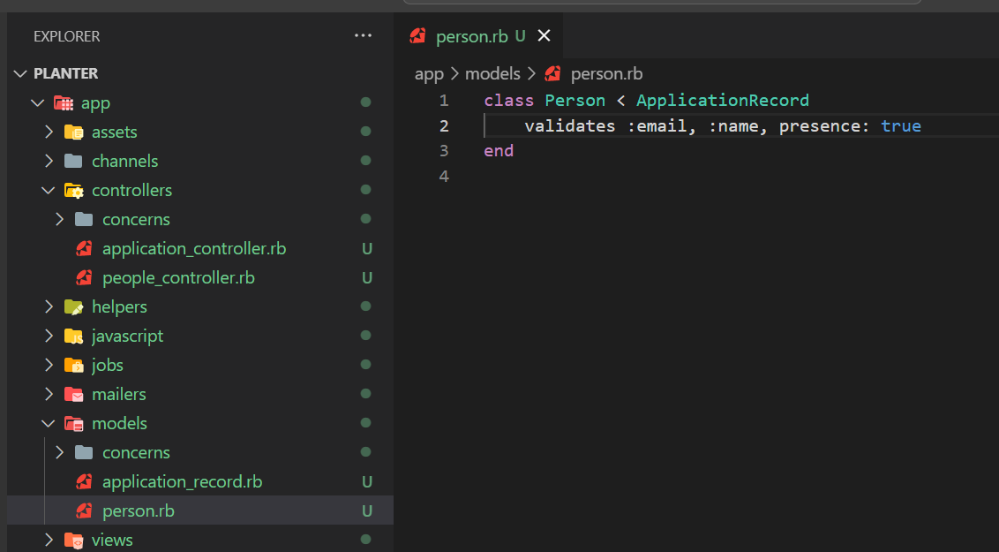 EXPLORER
PLANTER
app
assets
channels
controllers
concerns
application_controller.rb U
people_controller.rb U
helpers
javascript
jobs
mailers
models
concerns
application_record.rb U
person.rb U
views
person.rb U
app > models > person.rb
1 class Person < ApplicationRecord
2 validates :email, :name, presence: true
3 end
4